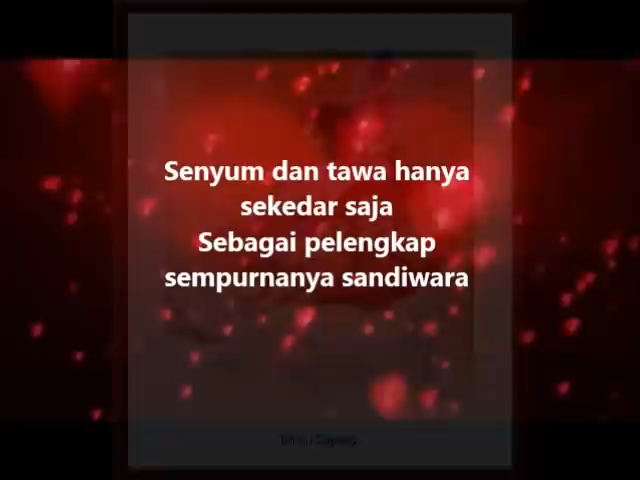 Senyum dan tawa hanya
sekedar saja
Sebagai pelengkap
sempurnanya sandiwara